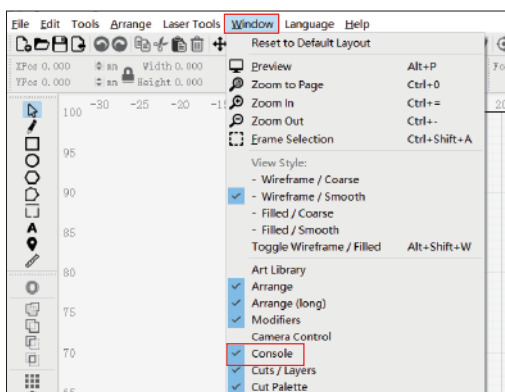 File Edit Tools Arrange Laser Tools Window Language Help
Reset to Default Layout
XPos 0.000 mm Width 0.000
YPos 0.000 mm Height 0.000
Preview Alt+P
Zoom to Page Ctrl+0
Zoom In Ctrl+=
Zoom Out Ctrl+-
Frame Selection Ctrl+Shift+A
View Style:
- Wireframe / Coarse
- Wireframe / Smooth
- Filled / Coarse
- Filled / Smooth
Toggle Wireframe / Filled Alt+Shift+W
Art Library
Arrange
Arrange (long)
Modifiers
Camera Control
Console
Cuts / Layers
Cut Palette
-30 -25 -20
100
95
90
85
80
75
70
A